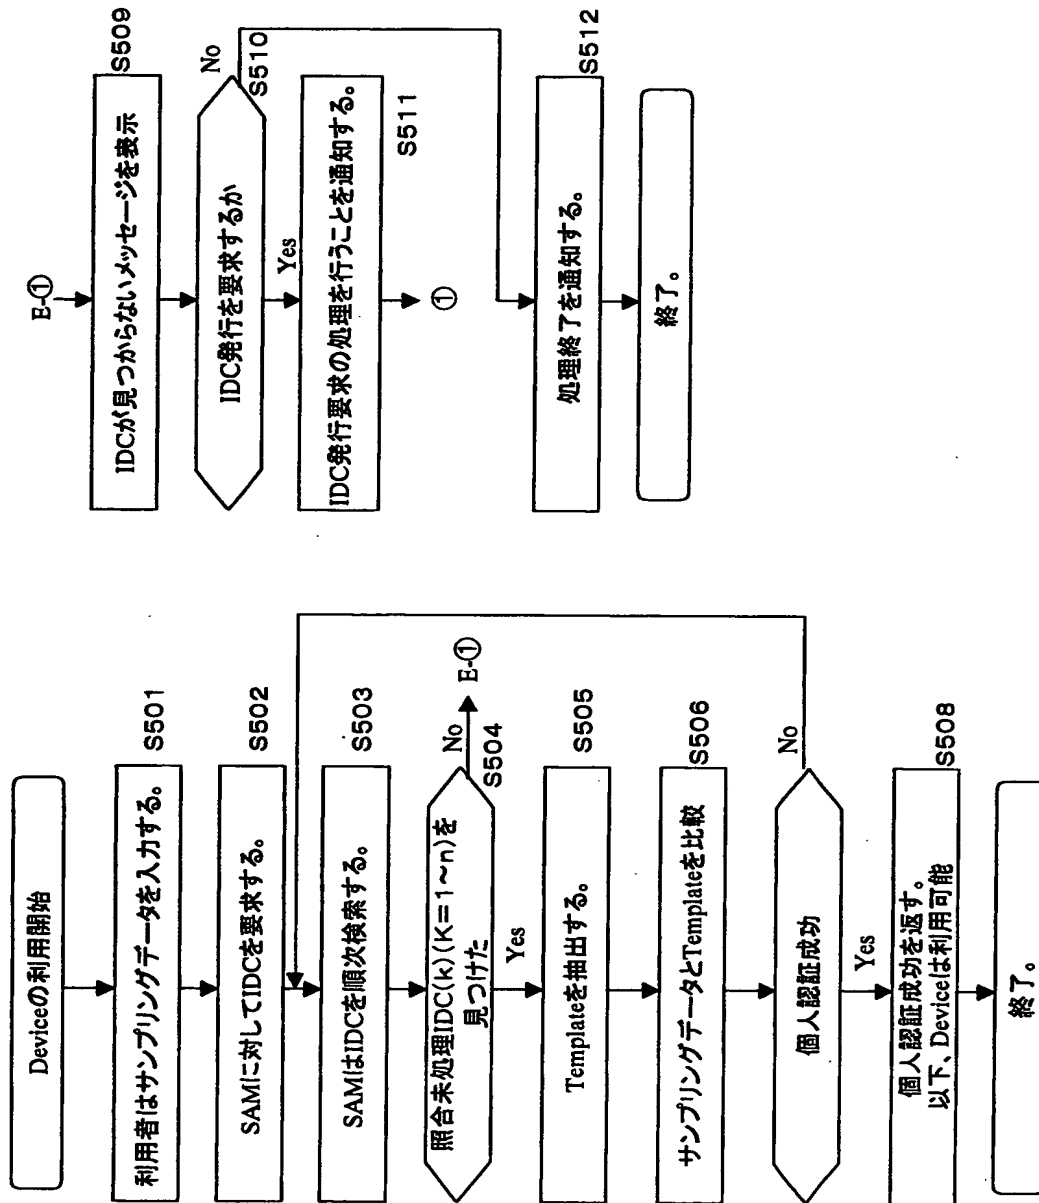 Deviceの利用開始
利用者はサンプリングデータを入力する。
S501
SAMに対してIDCを要求する。
S502
SAMはIDCを順次検索する。
S503
照合未処理IDC(k)(K=1~n)を
見つけた
No
E-①
S504
Yes
Templateを抽出する。
S505
サンプリングデータとTemplateを比較
S506
個人認証成功
No
Yes
個人認証成功を返す。
以下、Deviceは利用可能
S508
終了。
E-①
IDCが見つからないメッセージを表示
S509
IDC発行を要求するか
No
S510
Yes
IDC発行要求の処理を行うことを通知する。
S511
①
処理終了を通知する。
S512
終了。